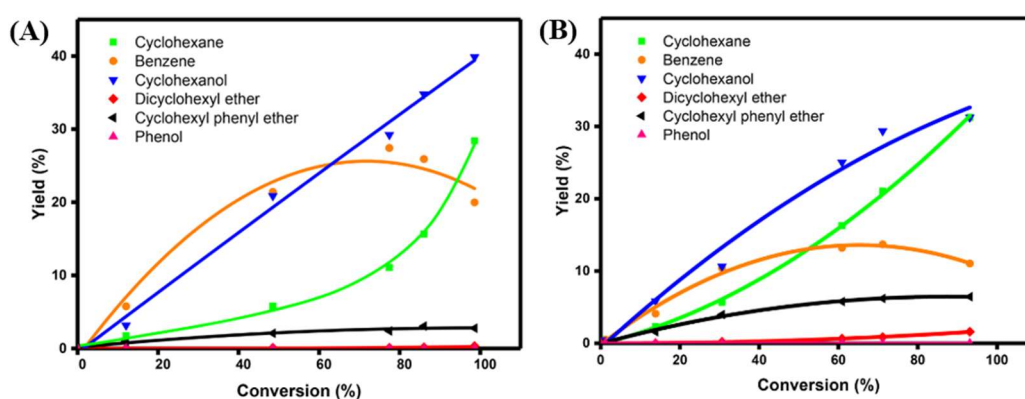 (A)
Cyclohexane
Benzene
Cyclohexanol
Dicyclohexyl ether
Cyclohexyl phenyl ether
Phenol
Yield (%)
40
30
20
10
0
0 20 40 60 80 100
Conversion (%)
(B)
Cyclohexane
Benzene
Cyclohexanol
Dicyclohexyl ether
Cyclohexyl phenyl ether
Phenol
Yield (%)
40
30
20
10
0
0 20 40 60 80 100
Conversion (%)